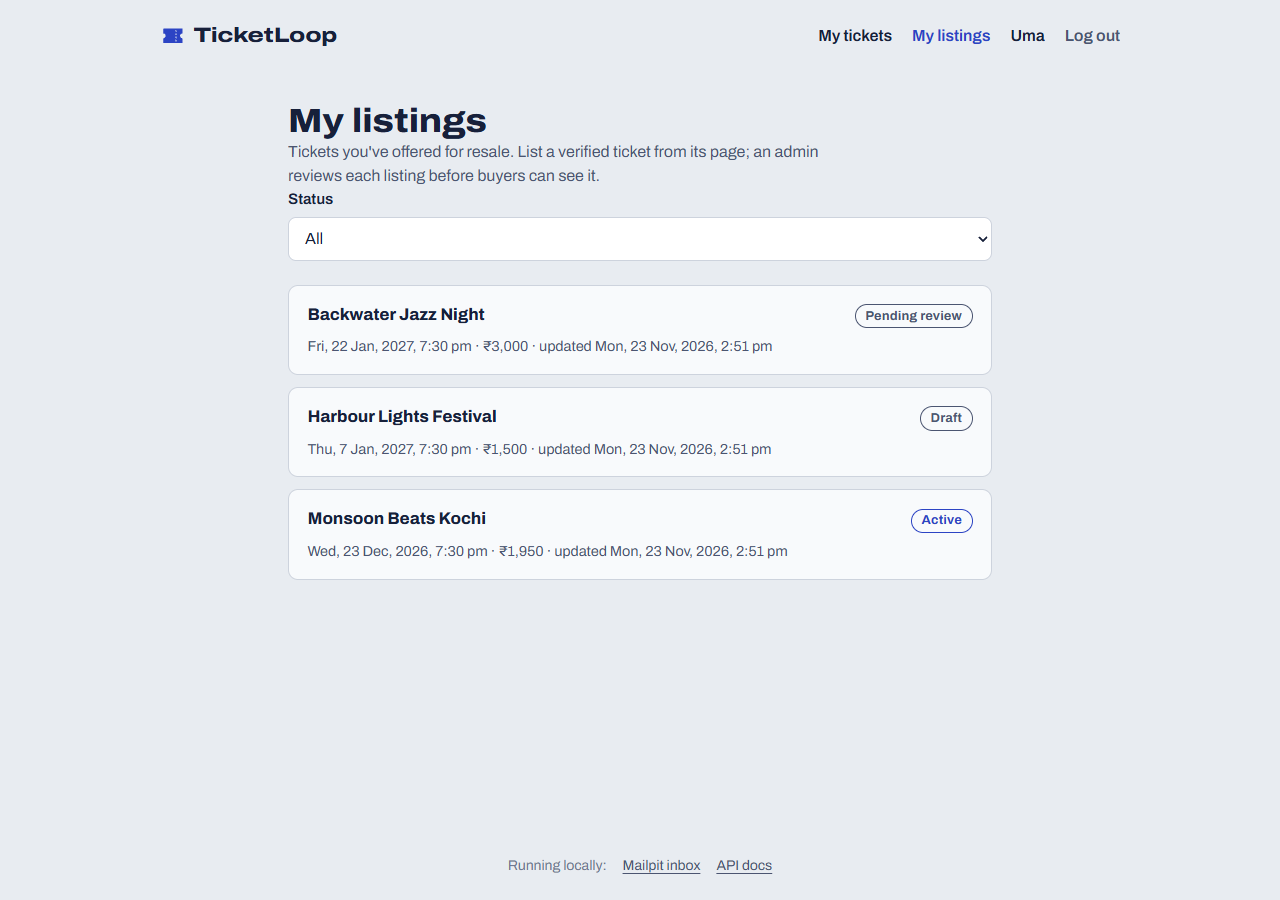 TicketLoop
My tickets My listings Uma Log out
My listings
Tickets you've offered for resale. List a verified ticket from its page; an admin
reviews each listing before buyers can see it.
Status
All
Backwater Jazz Night Pending review
Fri, 22 Jan, 2027, 7:30 pm · ₹3,000 · updated Mon, 23 Nov, 2026, 2:51 pm
Harbour Lights Festival Draft
Thu, 7 Jan, 2027, 7:30 pm · ₹1,500 · updated Mon, 23 Nov, 2026, 2:51 pm
Monsoon Beats Kochi Active
Wed, 23 Dec, 2026, 7:30 pm · ₹1,950 · updated Mon, 23 Nov, 2026, 2:51 pm
Running locally: Mailpit inbox API docs